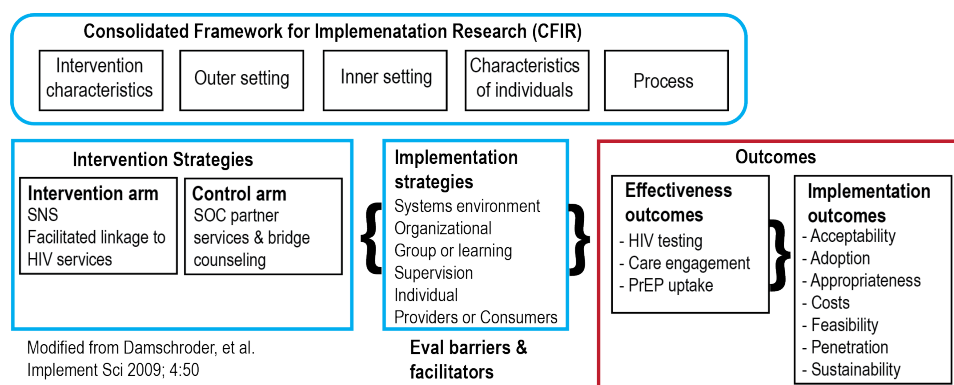 Consolidated Framework for Implemenatation Research (CFIR)
Intervention
characteristics
Outer setting
Inner setting
Characteristics
of individuals
Process
Intervention Strategies
Intervention arm
SNS
Facilitated linkage to
HIV services
Control arm
SOC partner
services & bridge
counseling
Implementation
strategies
Systems environment
Organizational
Group or learning
Supervision
Individual
Providers or Consumers
Eval barriers &
facilitators
Outcomes
Effectiveness
outcomes
- HIV testing
- Care engagement
- PrEP uptake
Implementation
outcomes
- Acceptability
- Adoption
- Appropriateness
- Costs
- Feasibility
- Penetration
- Sustainability
Modified from Damschroder, et al.
Implement Sci 2009; 4:50